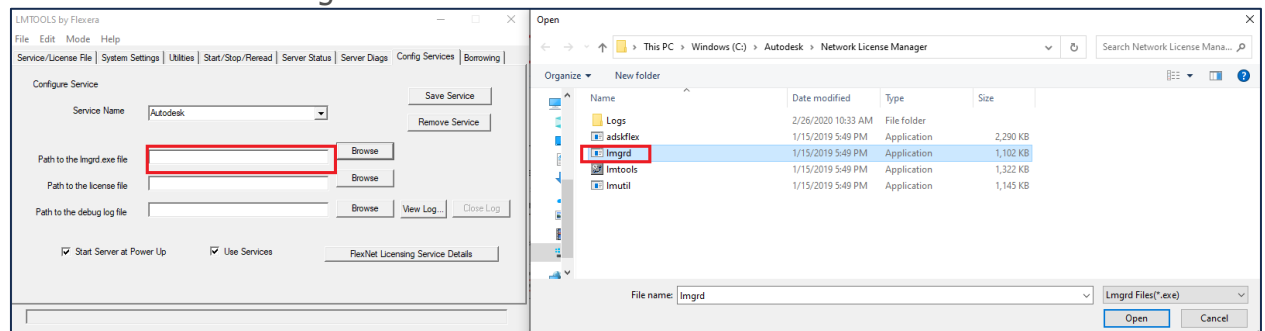 LMTOOLS by Flexera
File Edit Mode Help
Service/License File System Settings Utilities Start/Stop/Reread Server Status Server Diags Config Services Borrowing
Configure Service
Save Service
Service Name Autodesk
Remove Service
Path to the lmgrd.exe file Browse
Path to the license file Browse
Path to the debug log file Browse View Log... Close Log
Start Server at Power Up Use Services FlexNet Licensing Service Details
Open
This PC > Windows (C:) > Autodesk > Network License Manager Search Network License Mana...
Organize New folder
Name Date modified Type Size
Logs 2/26/2020 10:33 AM File folder
adskflex 1/15/2019 5:49 PM Application 2,290 KB
lmgrd 1/15/2019 5:49 PM Application 1,102 KB
lmtools 1/15/2019 5:49 PM Application 1,322 KB
lmutil 1/15/2019 5:49 PM Application 1,145 KB
File name: lmgrd Lmgrd Files(*.exe)
Open Cancel